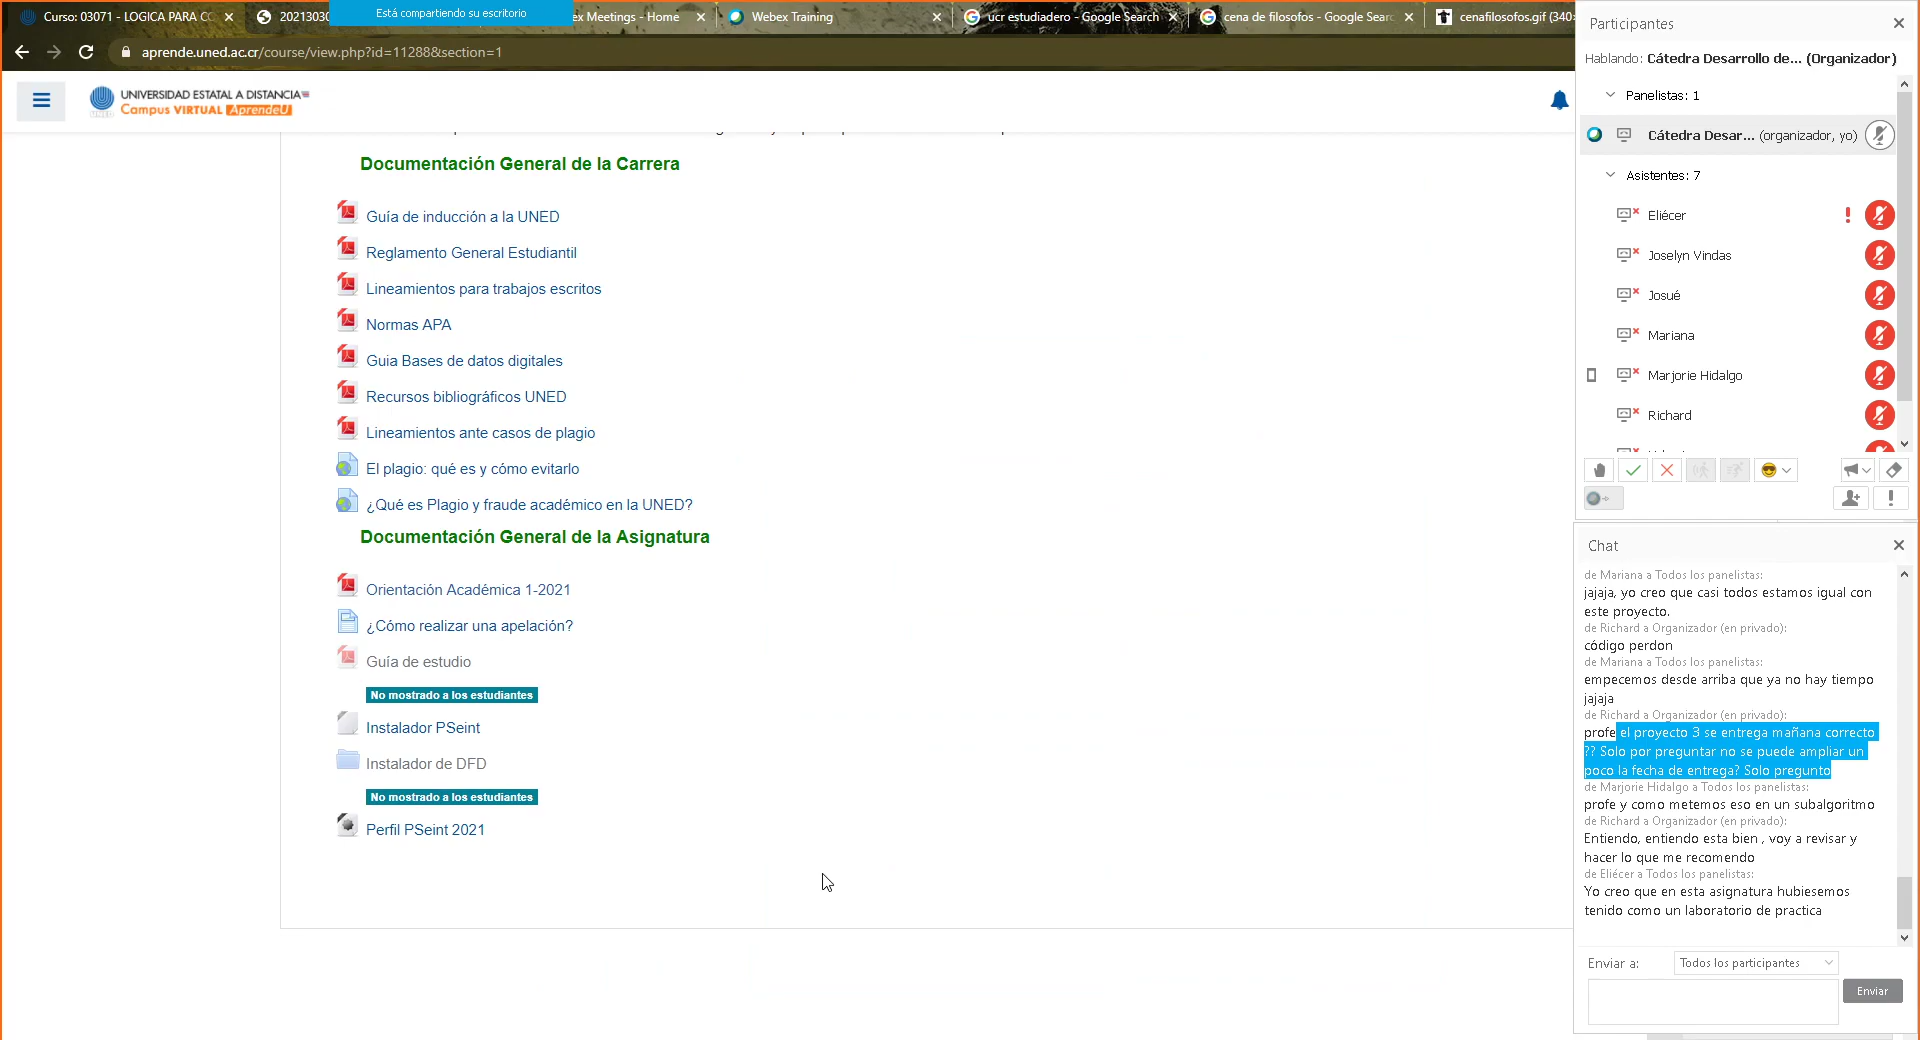 Curso: 03071 - LOGICA PARA CC
20213030
Está compartiendo su escritorio
ex Meetings - Home
Webex Training
ucr estudiadero - Google Search
cena de filosofos - Google Searc
cenafilosofos.gif (340×
aprende.uned.ac.cr/course/view.php?id=11288&section=1
UNED
UNIVERSIDAD ESTATAL A DISTANCIA
Campus VIRTUAL AprendeU
Documentación General de la Carrera
Guía de inducción a la UNED
Reglamento General Estudiantil
Lineamientos para trabajos escritos
Normas APA
Guia Bases de datos digitales
Recursos bibliográficos UNED
Lineamientos ante casos de plagio
El plagio: qué es y cómo evitarlo
¿Qué es Plagio y fraude académico en la UNED?
Documentación General de la Asignatura
Orientación Académica 1-2021
¿Cómo realizar una apelación?
Guía de estudio
No mostrado a los estudiantes
Instalador PSeint
Instalador de DFD
No mostrado a los estudiantes
Perfil PSeint 2021
Participantes
Hablando: Cátedra Desarrollo de... (Organizador)
Panelistas: 1
Cátedra Desar... (organizador, yo)
Asistentes: 7
Eliécer
Joselyn Vindas
Josué
Mariana
Marjorie Hidalgo
Richard
Chat
de Mariana a Todos los panelistas:
jajaja, yo creo que casi todos estamos igual con
este proyecto.
de Richard a Organizador (en privado):
código perdon
de Mariana a Todos los panelistas:
empecemos desde arriba que ya no hay tiempo
jajaja
de Richard a Organizador (en privado):
profe el proyecto 3 se entrega mañana correcto
?? Solo por preguntar no se puede ampliar un
poco la fecha de entrega? Solo pregunto
de Marjorie Hidalgo a Todos los panelistas:
profe y como metemos eso en un subalgoritmo
de Richard a Organizador (en privado):
Entiendo, entiendo esta bien , voy a revisar y
hacer lo que me recomendo
de Eliécer a Todos los panelistas:
Yo creo que en esta asignatura hubiesemos
tenido como un laboratorio de practica
Enviar a:
Todos los participantes
Enviar